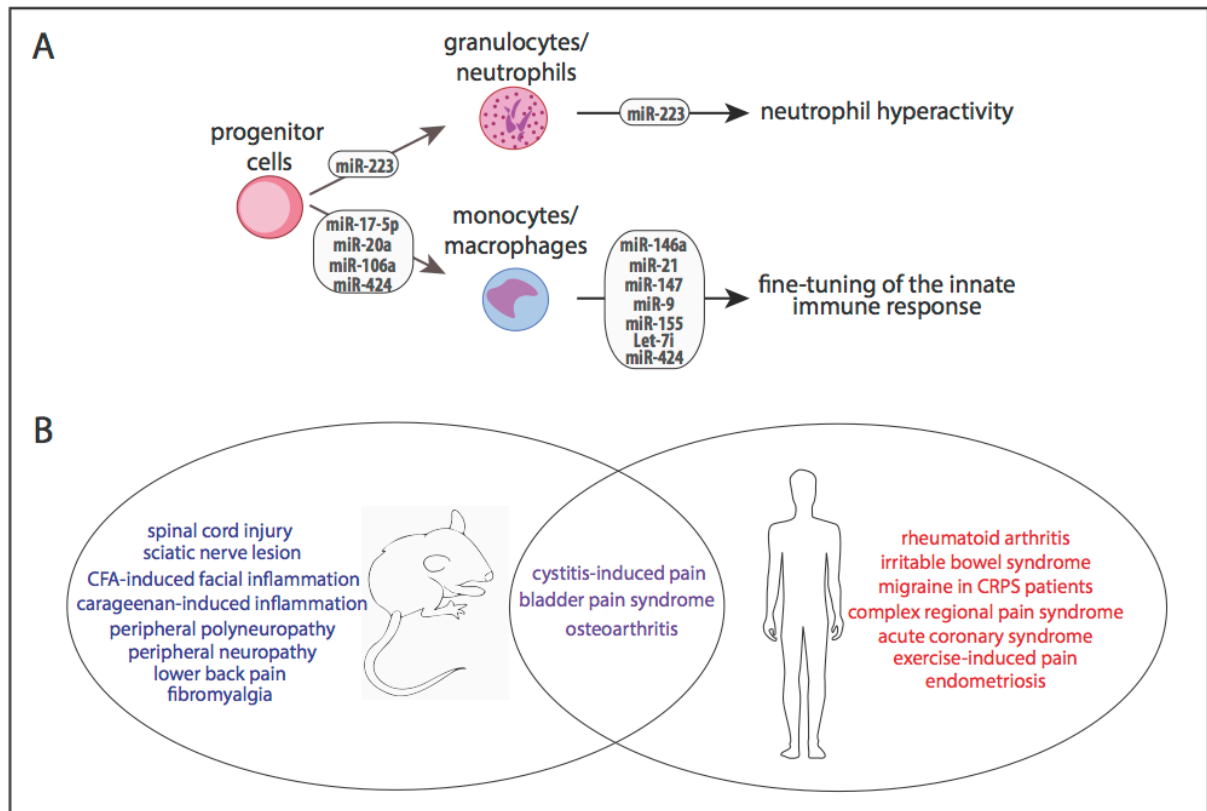 A
granulocytes/
neutrophils
miR-223
neutrophil hyperactivity
progenitor
cells
miR-223
miR-17-5p
miR-20a
miR-106a
miR-424
monocytes/
macrophages
miR-146a
miR-21
miR-147
miR-9
miR-155
Let-7i
miR-424
fine-tuning of the innate
immune response
B
spinal cord injury
sciatic nerve lesion
CFA-induced facial inflammation
carageenan-induced inflammation
peripheral polyneuropathy
peripheral neuropathy
lower back pain
fibromyalgia
cystitis-induced pain
bladder pain syndrome
osteoarthritis
rheumatoid arthritis
irritable bowel syndrome
migraine in CRPS patients
complex regional pain syndrome
acute coronary syndrome
exercise-induced pain
endometriosis